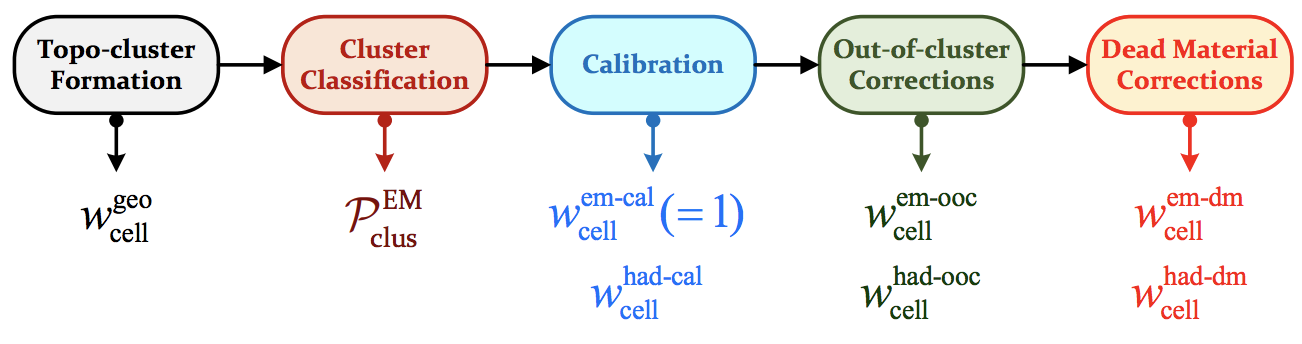 Topo-cluster
Formation
Cluster
Classification
Calibration
Out-of-cluster
Corrections
Dead Material
Corrections
w_cell^geo
𝒫_clus^EM
w_cell^em-cal (= 1)
w_cell^em-ooc
w_cell^em-dm
w_cell^had-cal
w_cell^had-ooc
w_cell^had-dm